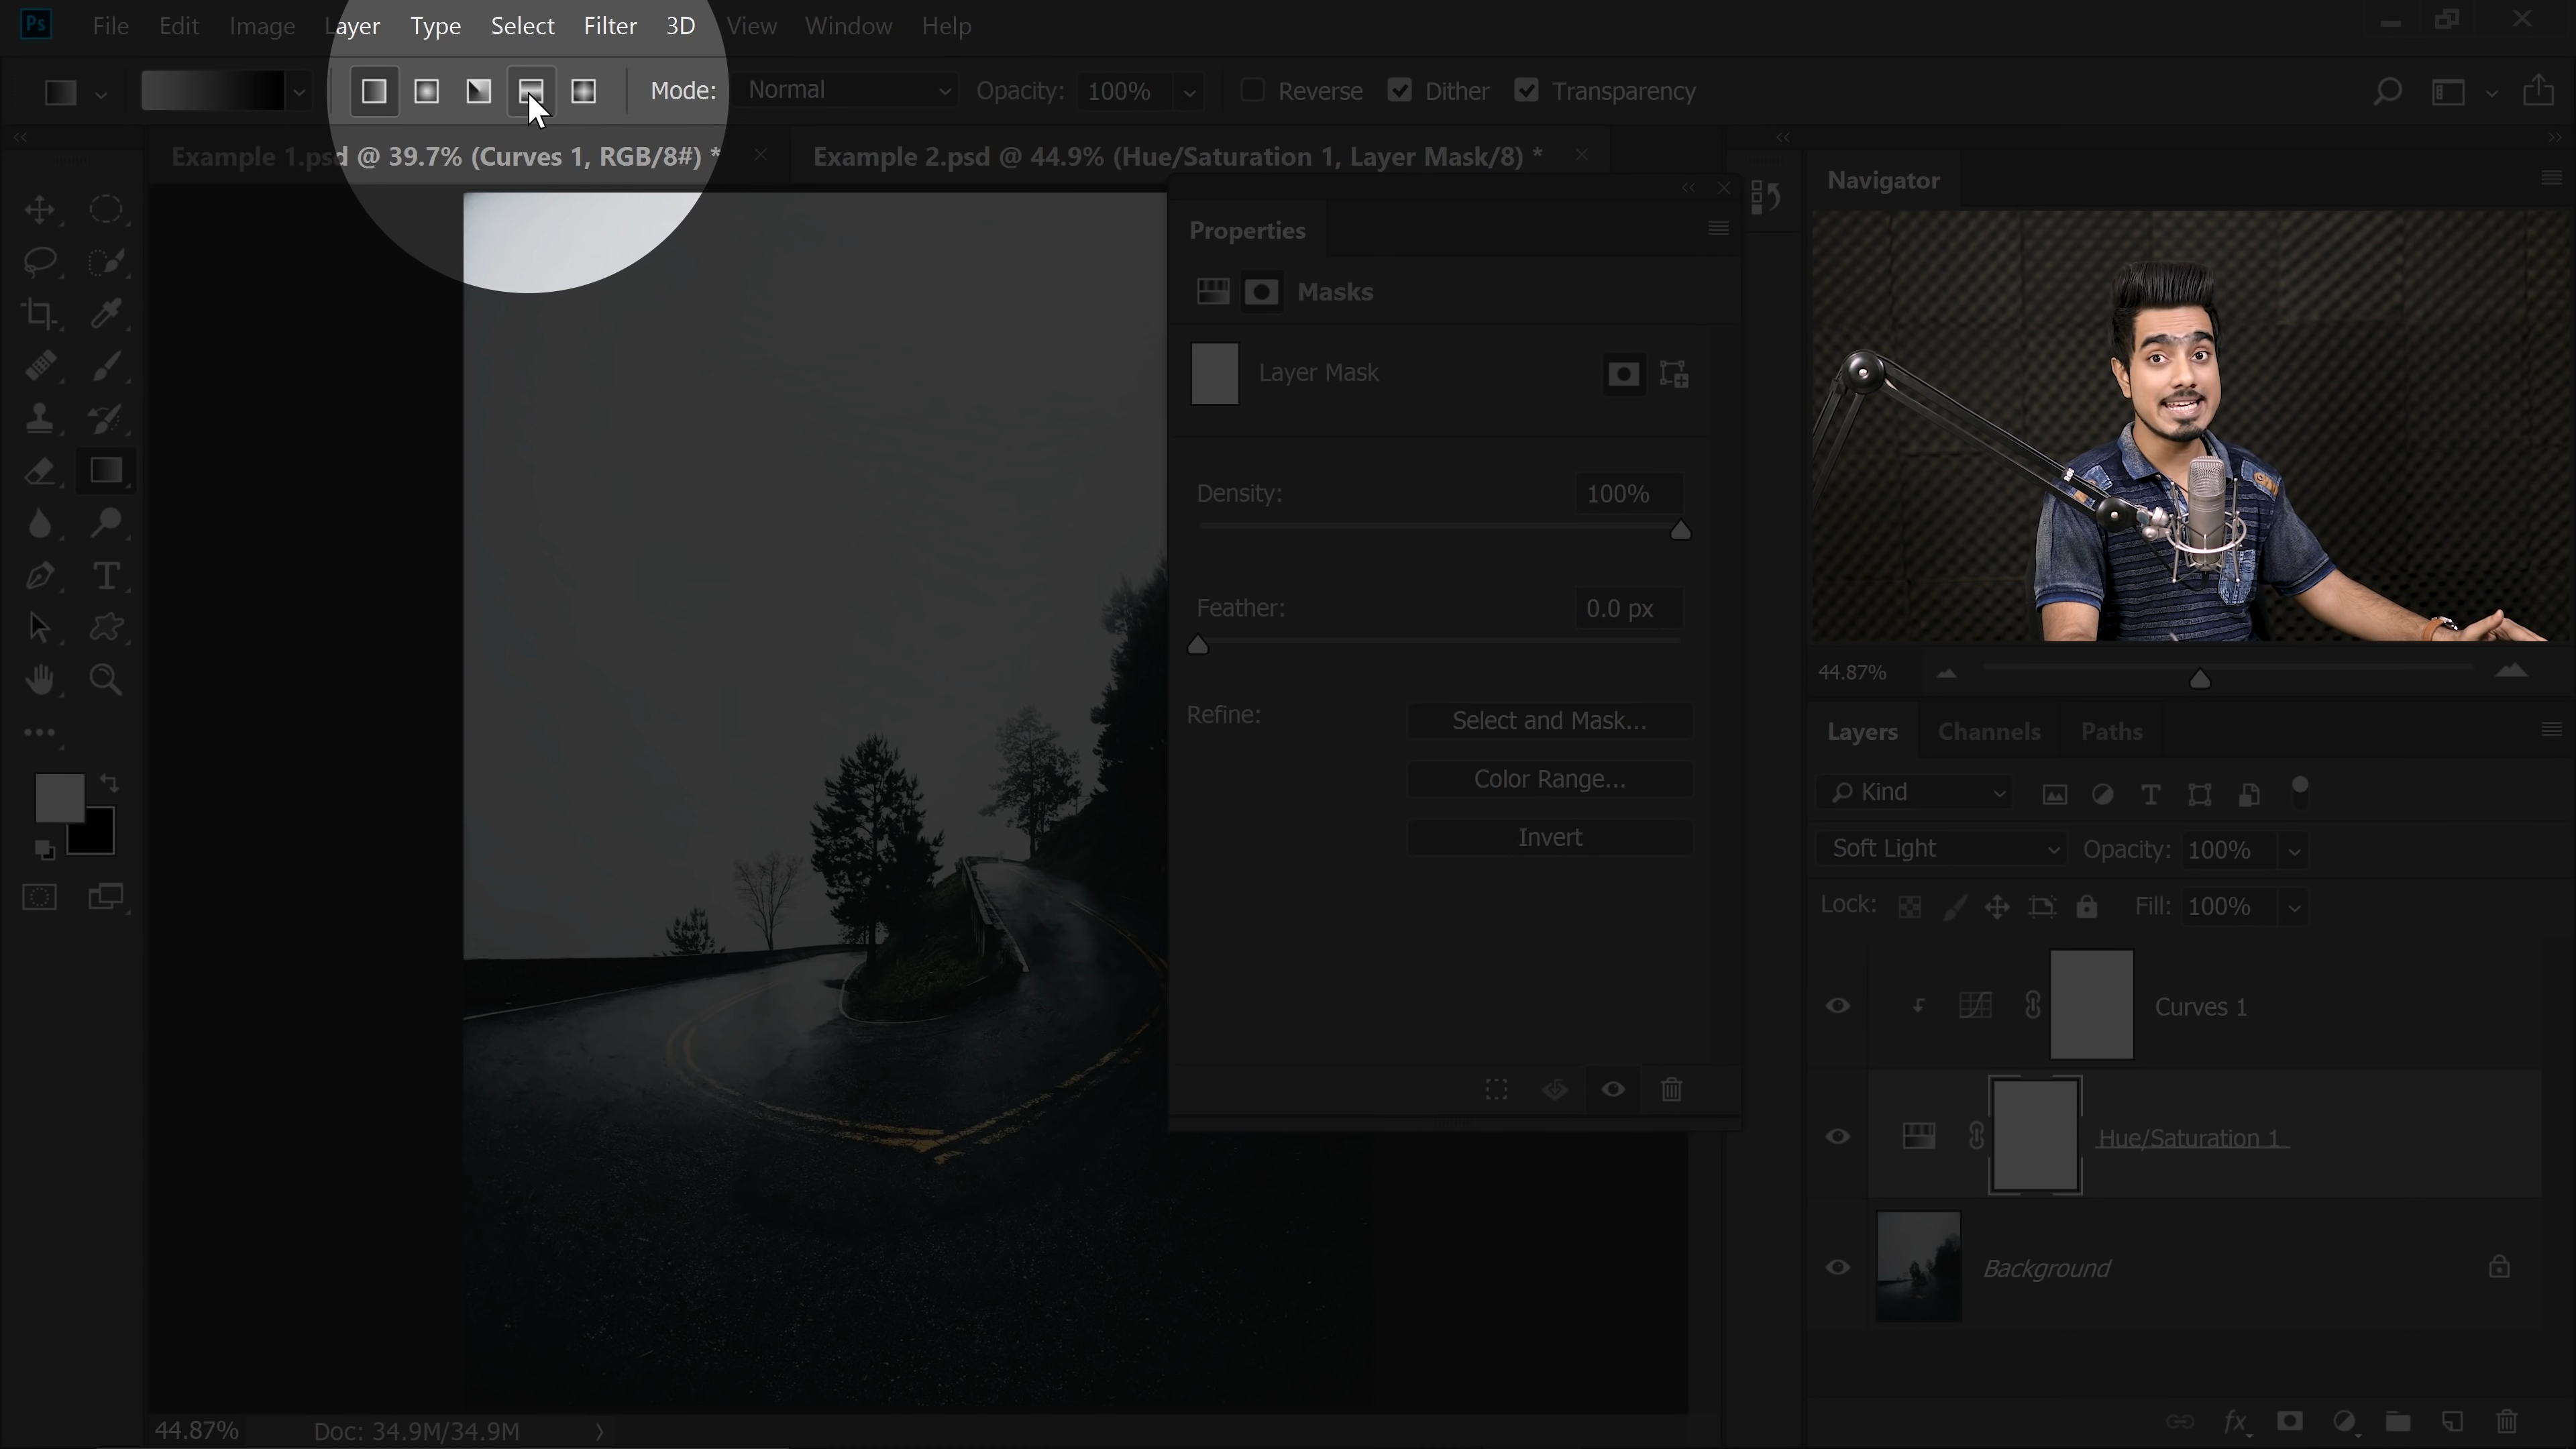 Ps File Edit Image Layer Type Select Filter 3D View Window Help
Mode: Normal Opacity: 100% Reverse Dither Transparency
Example 1.psd @ 39.7% (Curves 1, RGB/8#) * Example 2.psd @ 44.9% (Hue/Saturation 1, Layer Mask/8) *
Navigator
Properties
Masks
Layer Mask
Density: 100%
Feather: 0.0 px
Refine: Select and Mask...
Color Range...
Invert
44.87%
Layers Channels Paths
Kind
Soft Light Opacity: 100%
Lock: Fill: 100%
Curves 1
Hue/Saturation 1
Background
fx
44.87% Doc: 34.9M/34.9M